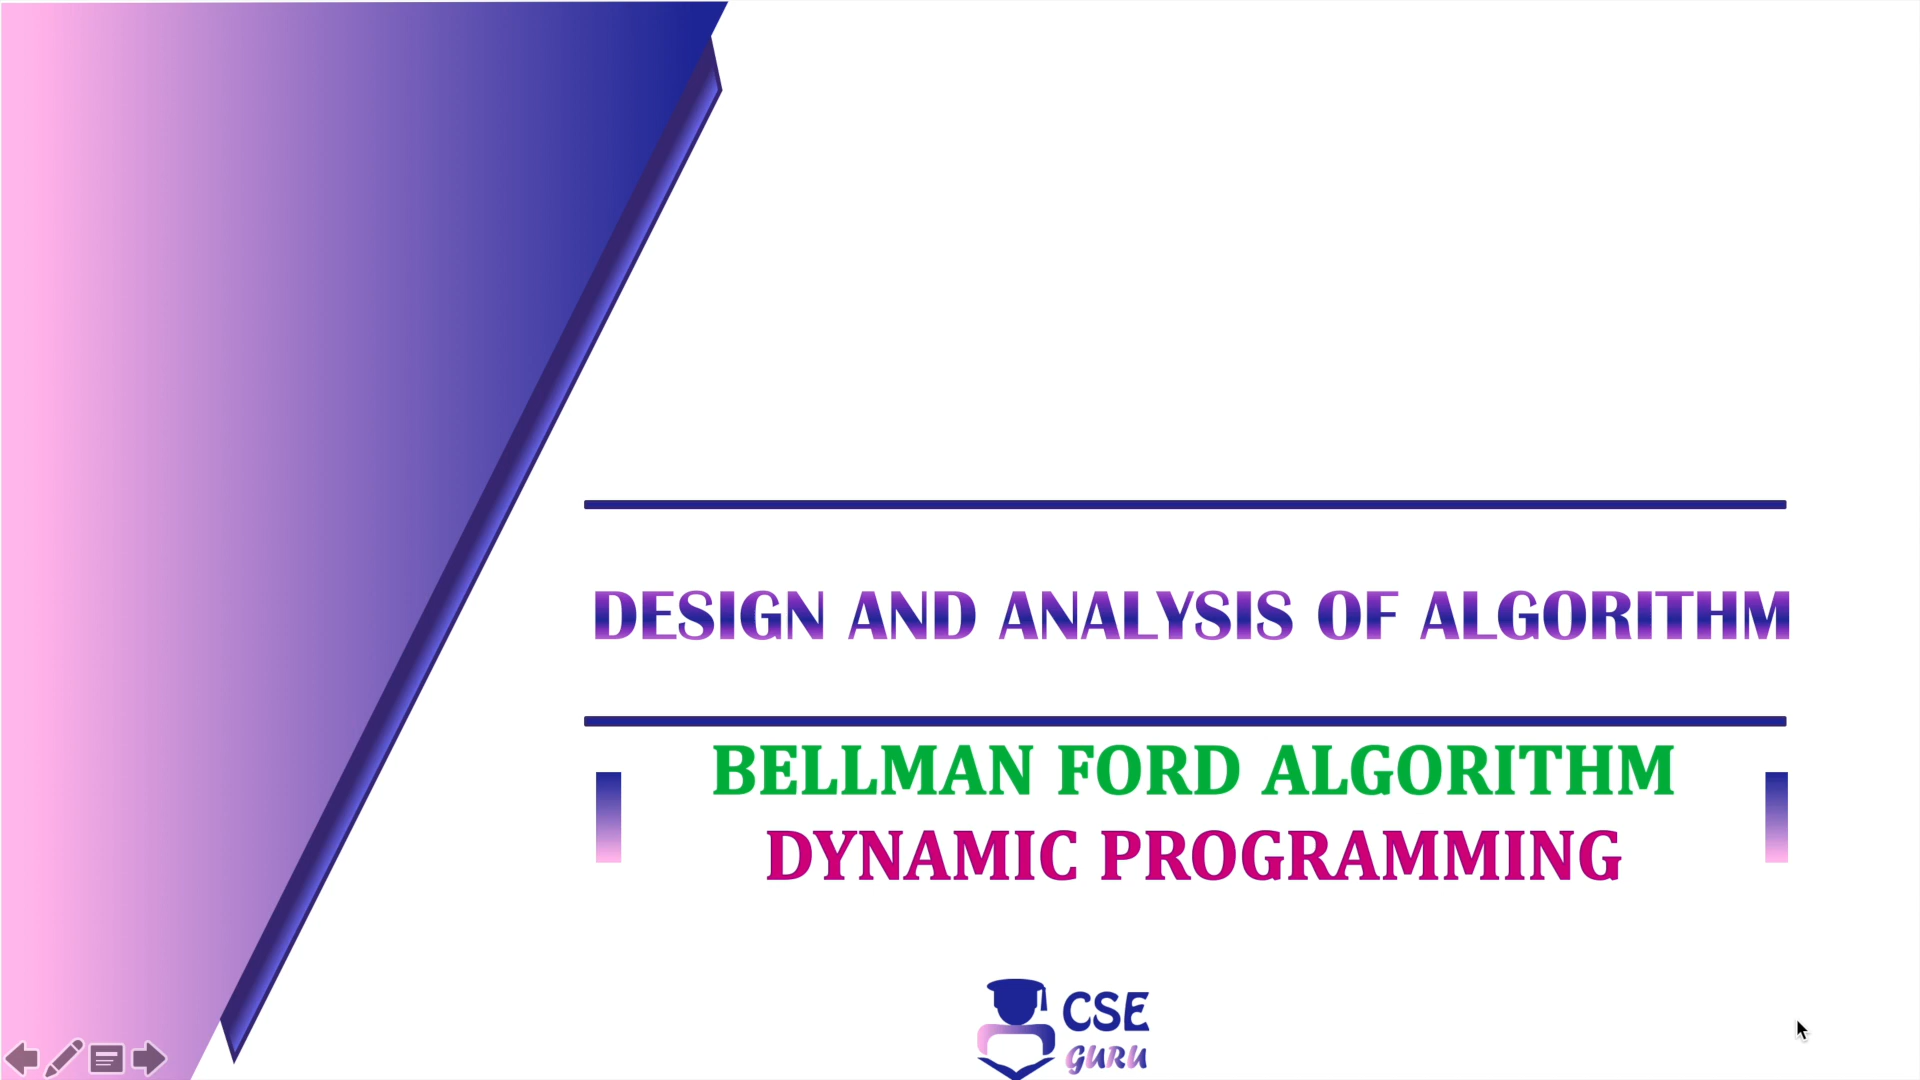 DESIGN AND ANALYSIS OF ALGORITHM
BELLMAN FORD ALGORITHM
DYNAMIC PROGRAMMING
CSE
GURU